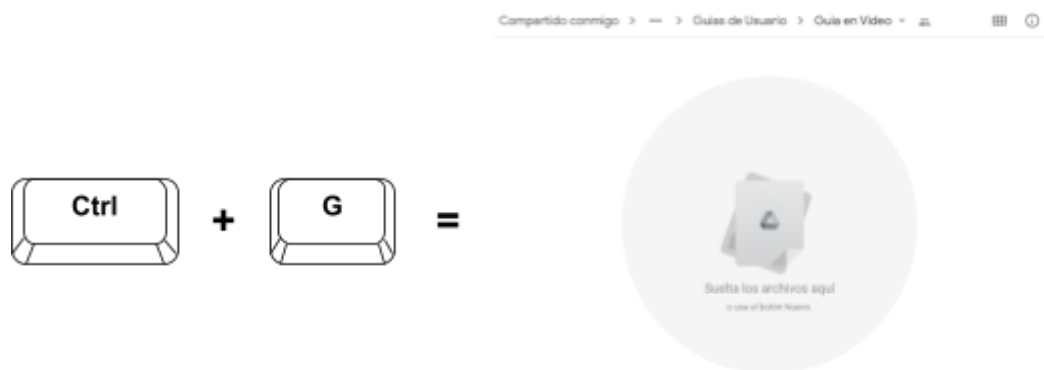 Compartido conmigo > ... > Guias de Usuario > Guia en Video
Ctrl + G =
Suelta los archivos aquí
o usa el botón Nuevo.